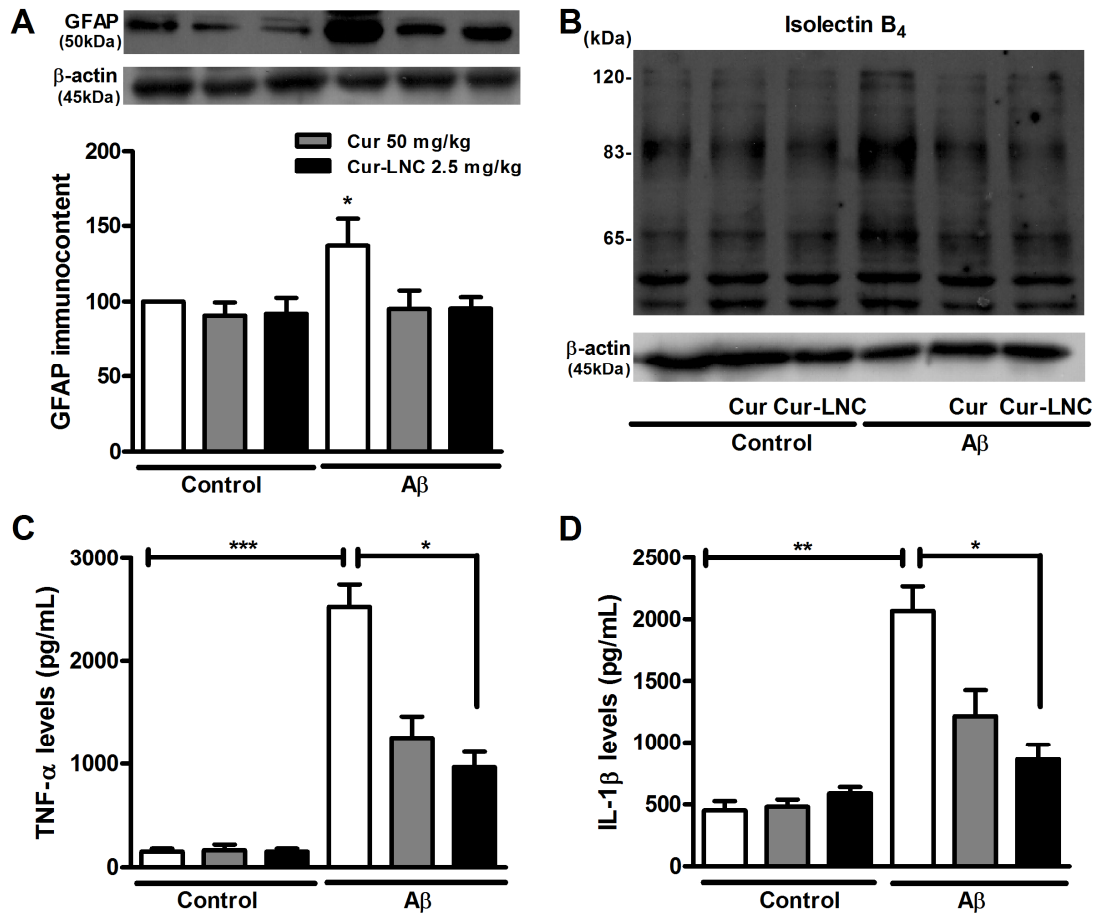 A
GFAP
(50kDa)
β-actin
(45kDa)
Cur 50 mg/kg
Cur-LNC 2.5 mg/kg
GFAP immunocontent
200
150
100
50
0
*
Control
Aβ
B
(kDa)
Isolectin B4
120-
83-
65-
β-actin
(45kDa)
Cur Cur-LNC Cur Cur-LNC
Control Aβ
C
TNF-α levels (pg/mL)
3000
2000
1000
0
***
*
Control
Aβ
D
IL-1β levels (pg/mL)
2500
2000
1500
1000
500
0
**
*
Control
Aβ